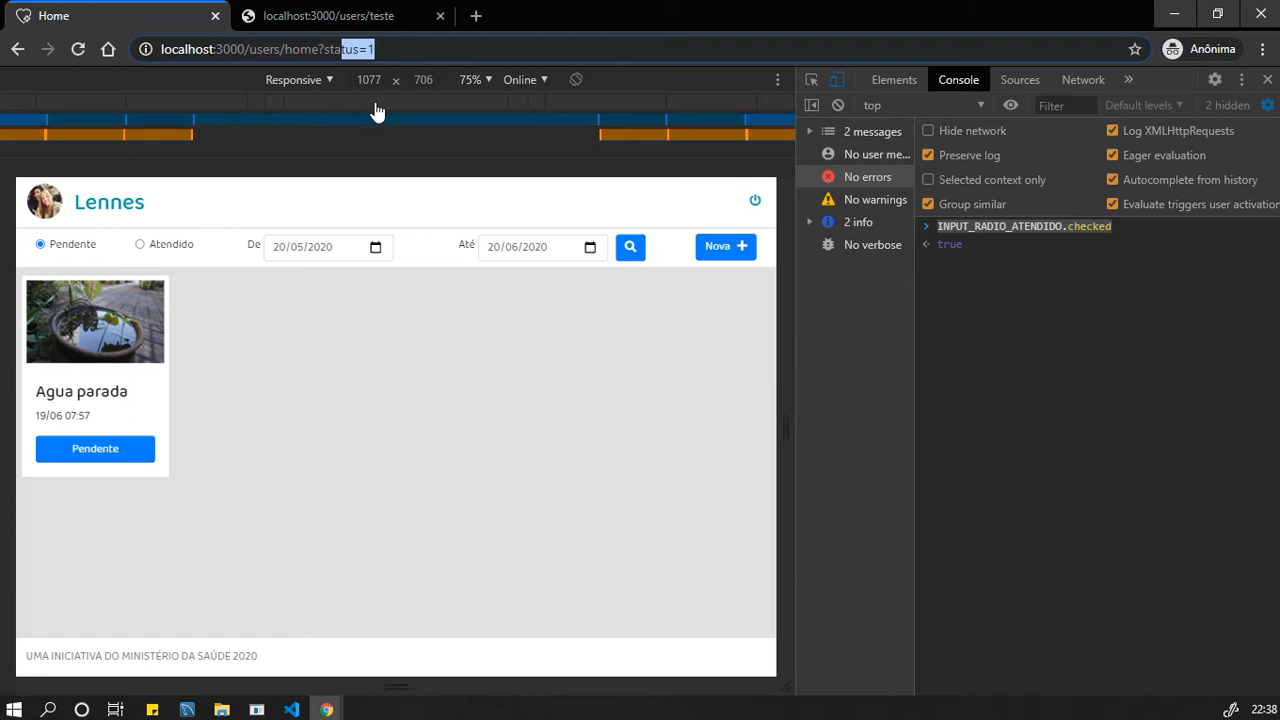 Home
localhost:3000/users/teste
localhost:3000/users/home?status=1
Anônima
Responsive 1077 × 706 75% Online
Elements Console Sources Network »
top Filter Default levels 2 hidden
2 messages
No user me...
No errors
No warnings
2 info
No verbose
Hide network
Preserve log
Selected context only
Group similar
Log XMLHttpRequests
Eager evaluation
Autocomplete from history
Evaluate triggers user activation
INPUT_RADIO_ATENDIDO.checked
true
Lennes
Pendente Atendido De 20/05/2020 Até 20/06/2020 Nova +
Agua parada
19/06 07:57
Pendente
UMA INICIATIVA DO MINISTÉRIO DA SAÚDE 2020
22:38